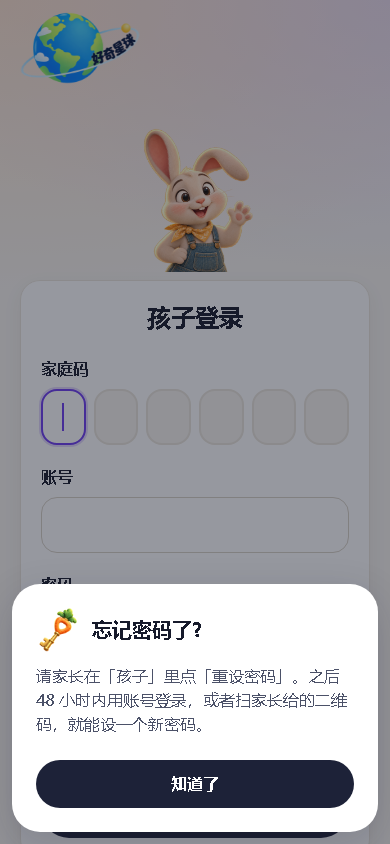 好奇星球
孩子登录
家庭码
账号
密码
忘记密码了?
请家长在「孩子」里点「重设密码」。之后
48 小时内用账号登录，或者扫家长给的二维
码，就能设一个新密码。
知道了